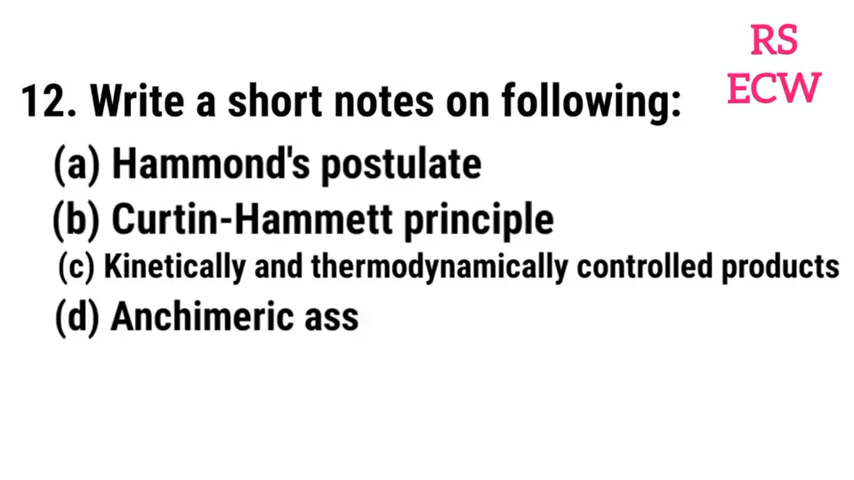 RS
ECW
12. Write a short notes on following:
(a) Hammond's postulate
(b) Curtin-Hammett principle
(c) Kinetically and thermodynamically controlled products
(d) Anchimeric ass